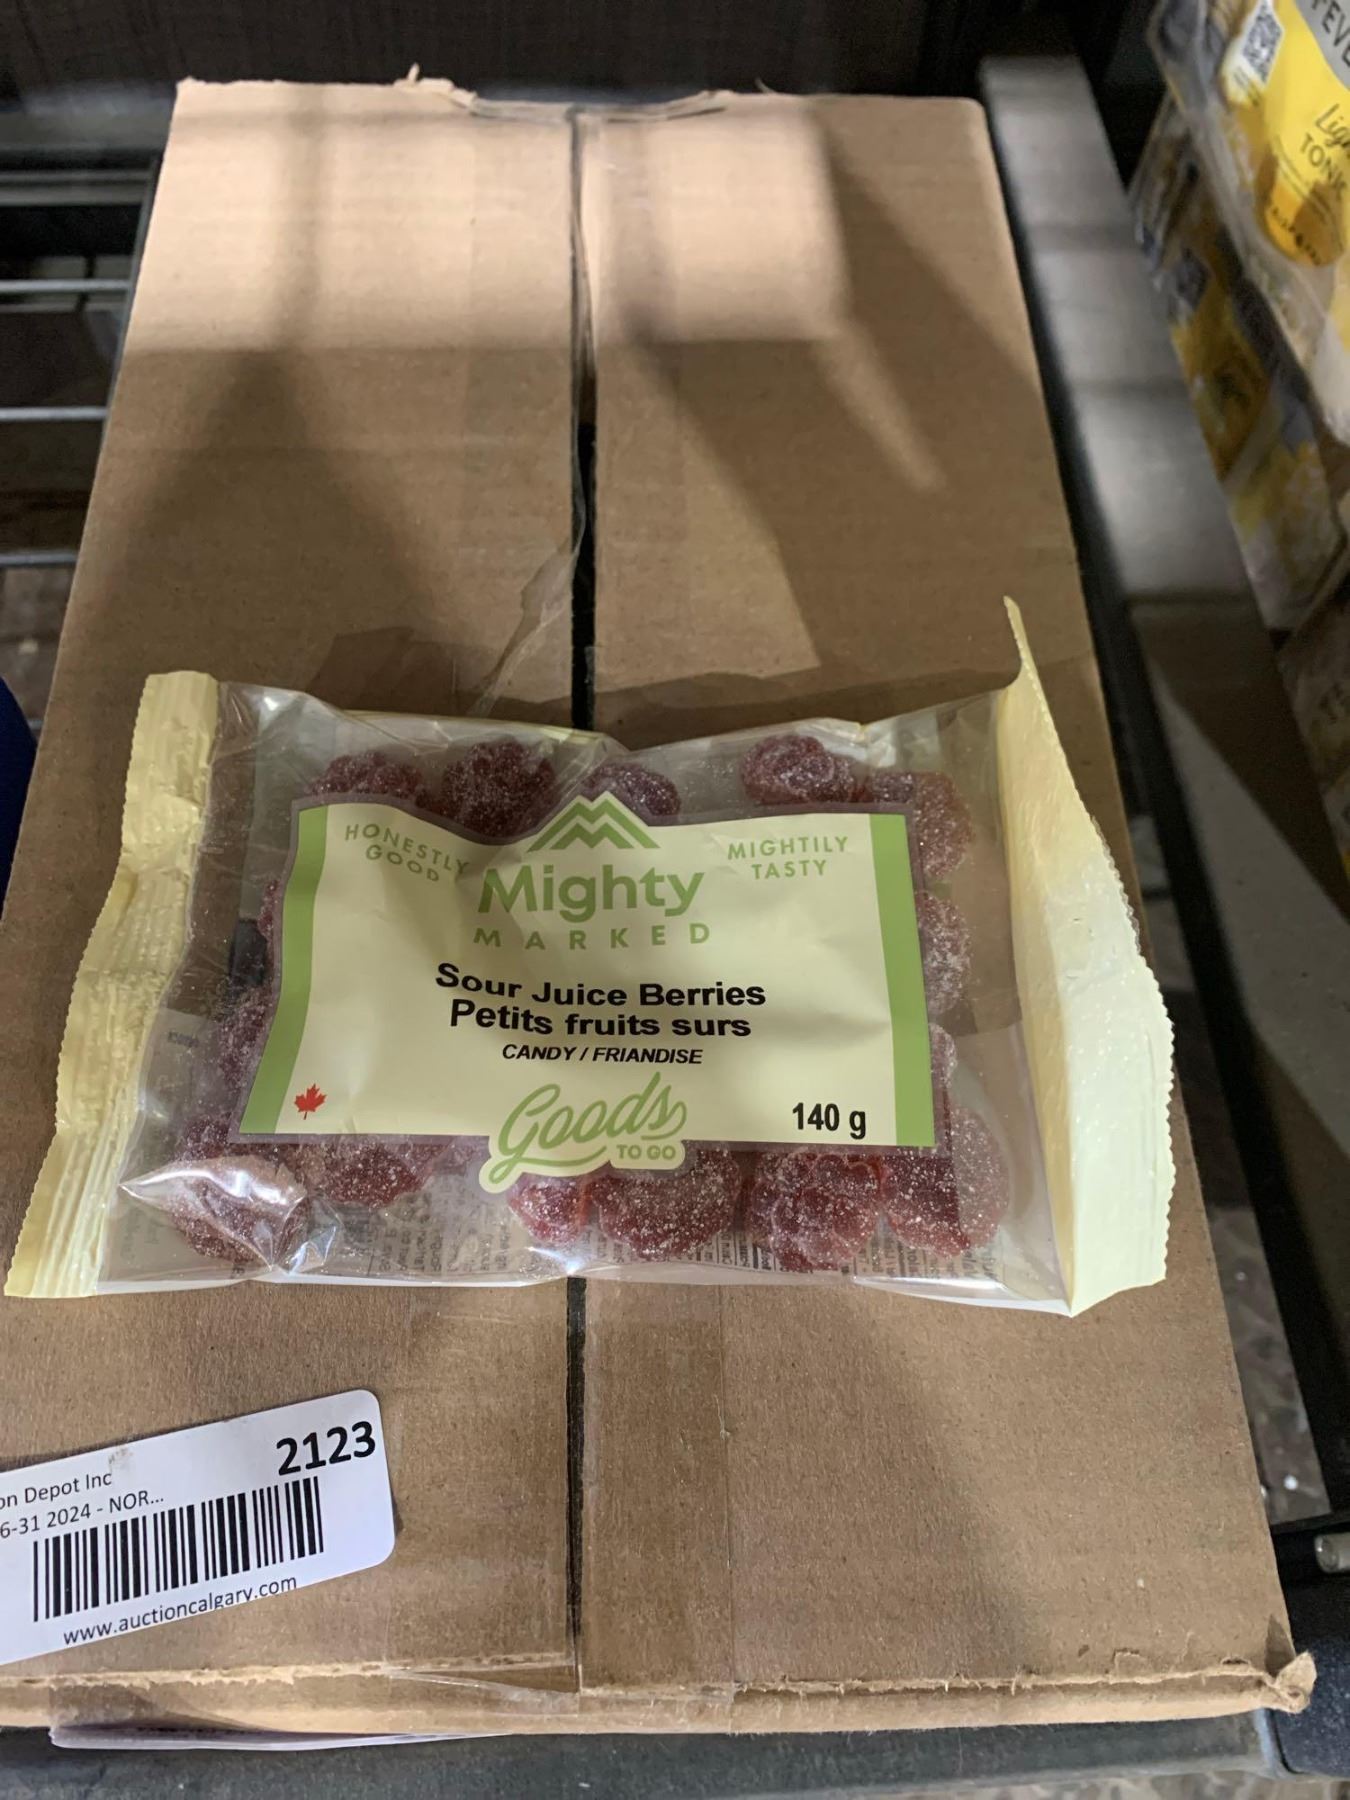 HONESTLY
GOOD
Mighty
MARKED
MIGHTILY
TASTY
Sour Juice Berries
Petits fruits surs
CANDY / FRIANDISE
Goods
TO GO
140 g
2123
Depot Inc
6-31 2024 - NOR...
www.auctioncalgary.com
TONIC